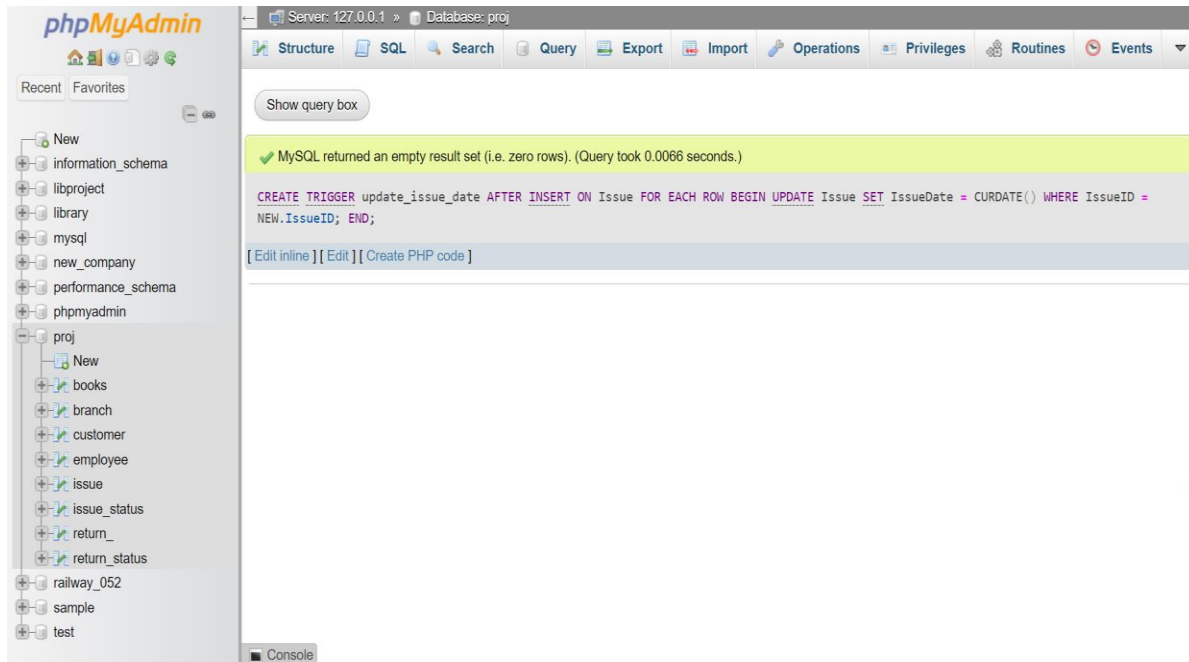 phpMyAdmin
Recent Favorites
New
information_schema
libproject
library
mysql
new_company
performance_schema
phpmyadmin
proj
New
books
branch
customer
employee
issue
issue_status
return_
return_status
railway_052
sample
test
← Server: 127.0.0.1 » Database: proj
Structure SQL Search Query Export Import Operations Privileges Routines Events
Show query box
MySQL returned an empty result set (i.e. zero rows). (Query took 0.0066 seconds.)
CREATE TRIGGER update_issue_date AFTER INSERT ON Issue FOR EACH ROW BEGIN UPDATE Issue SET IssueDate = CURDATE() WHERE IssueID =
NEW.IssueID; END;
[ Edit inline ] [ Edit ] [ Create PHP code ]
Console